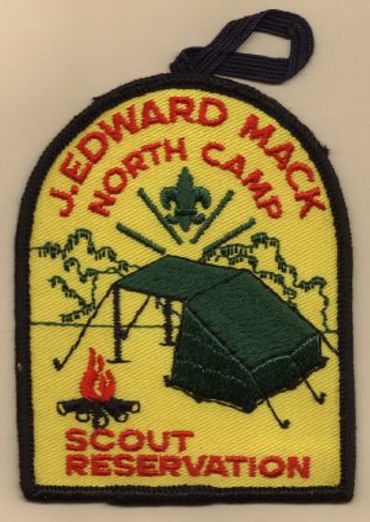 J. EDWARD MACK
NORTH CAMP
SCOUT
RESERVATION